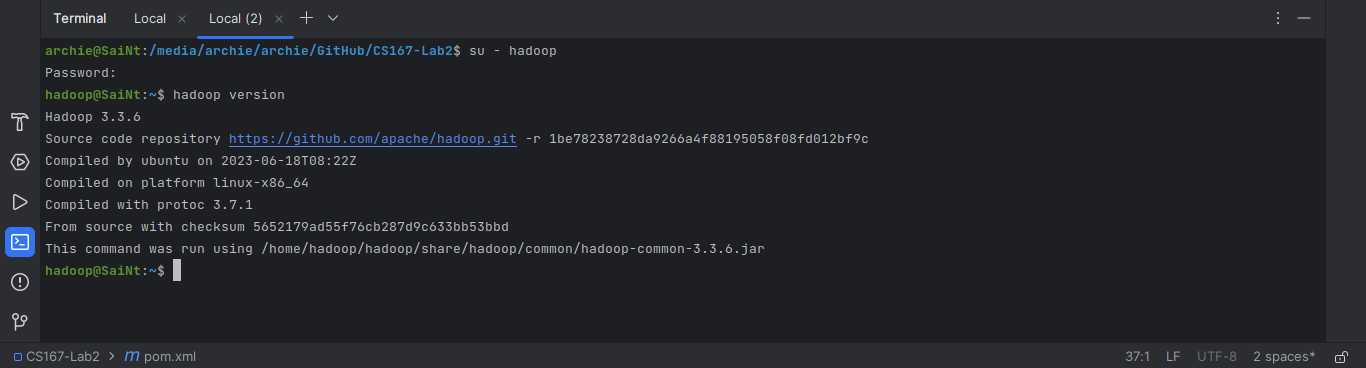 Terminal Local × Local (2) ×
archie@SaiNt:/media/archie/archie/GitHub/CS167-Lab2$ su - hadoop
Password:
hadoop@SaiNt:~$ hadoop version
Hadoop 3.3.6
Source code repository https://github.com/apache/hadoop.git -r 1be78238728da9266a4f88195058f08fd012bf9c
Compiled by ubuntu on 2023-06-18T08:22Z
Compiled on platform linux-x86_64
Compiled with protoc 3.7.1
From source with checksum 5652179ad55f76cb287d9c633bb53bbd
This command was run using /home/hadoop/hadoop/share/hadoop/common/hadoop-common-3.3.6.jar
hadoop@SaiNt:~$
CS167-Lab2 > m pom.xml 37:1 LF UTF-8 2 spaces*